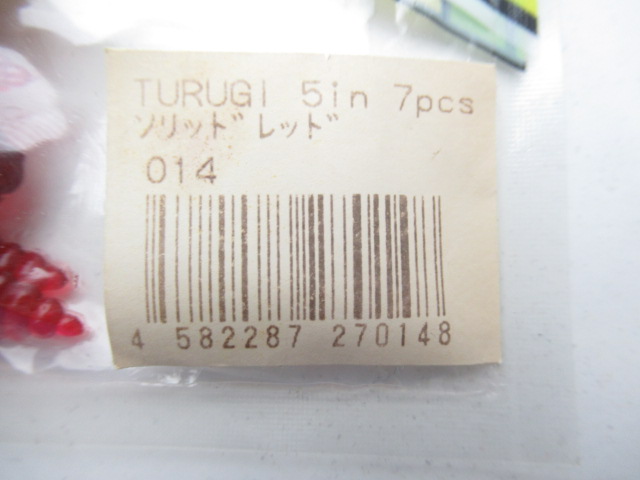 TURUGI 5in 7pcs
ｿﾘｯﾄﾞﾚｯﾄﾞ
014
4 582287 270148